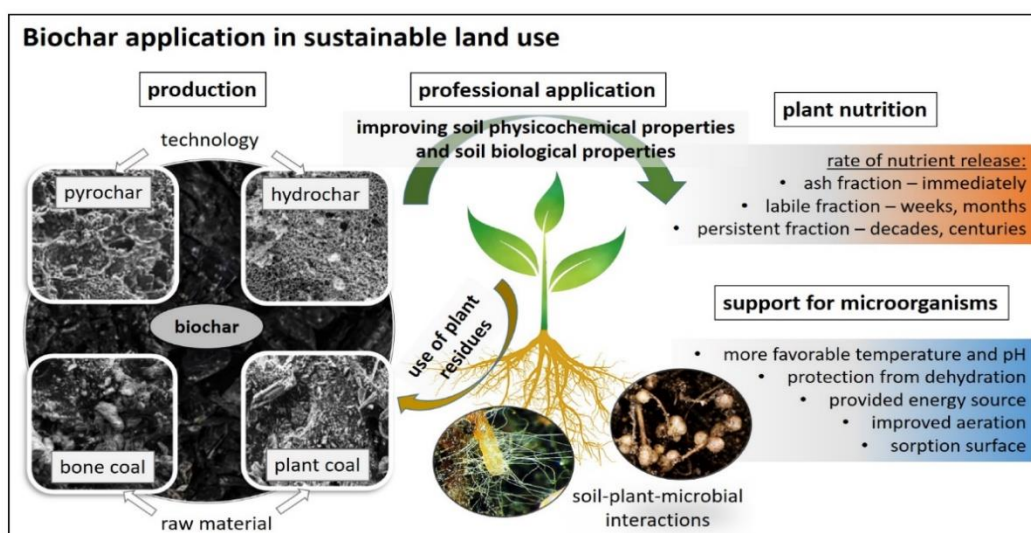 Biochar application in sustainable land use
production
technology
pyrochar
hydrochar
biochar
bone coal
plant coal
raw material
professional application
improving soil physicochemical properties
and soil biological properties
use of plant
residues
soil-plant-microbial
interactions
plant nutrition
rate of nutrient release:
ash fraction – immediately •
labile fraction – weeks, months •
persistent fraction – decades, centuries •
support for microorganisms
more favorable temperature and pH •
protection from dehydration •
provided energy source •
improved aeration •
sorption surface •